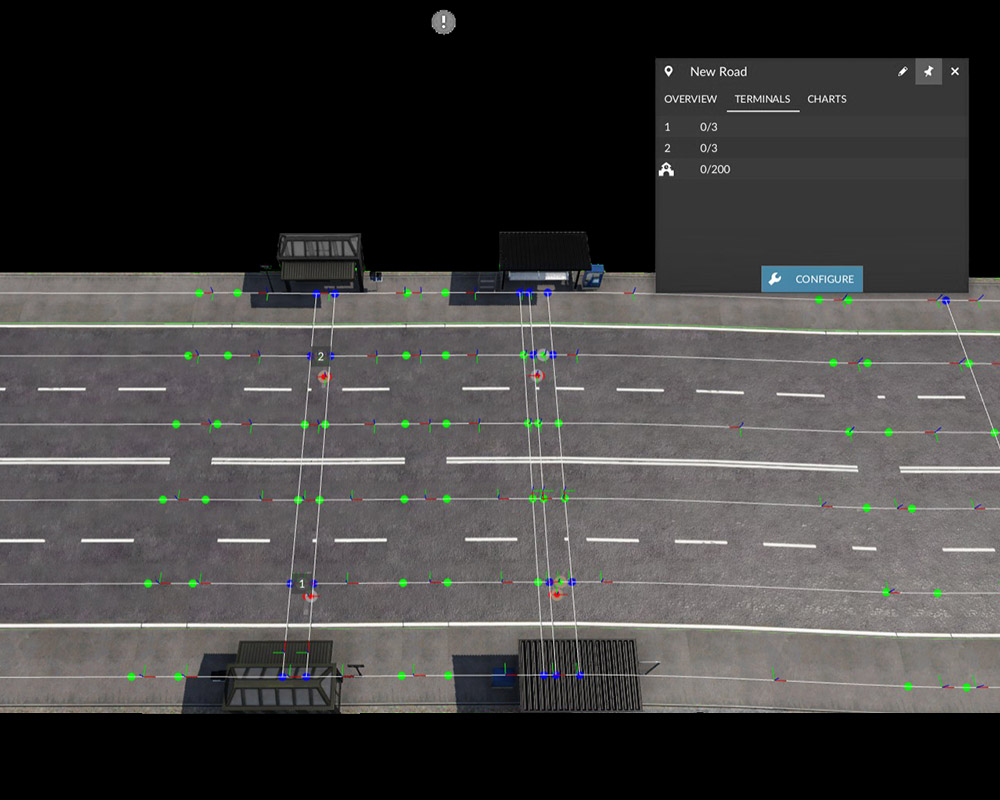 !
New Road
OVERVIEW TERMINALS CHARTS
1 0/3
2 0/3
0/200
CONFIGURE
2
1